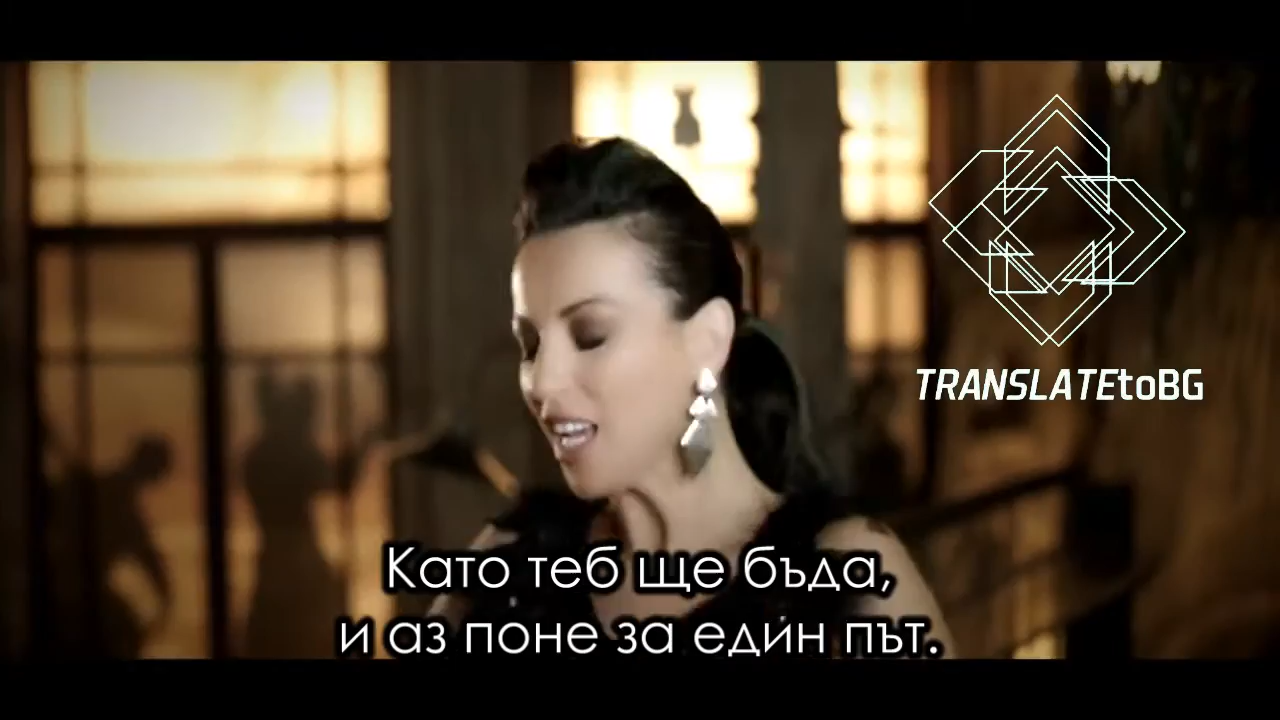 TRANSLATEtoBG
Като теб ще бъда,
и аз поне за един път.